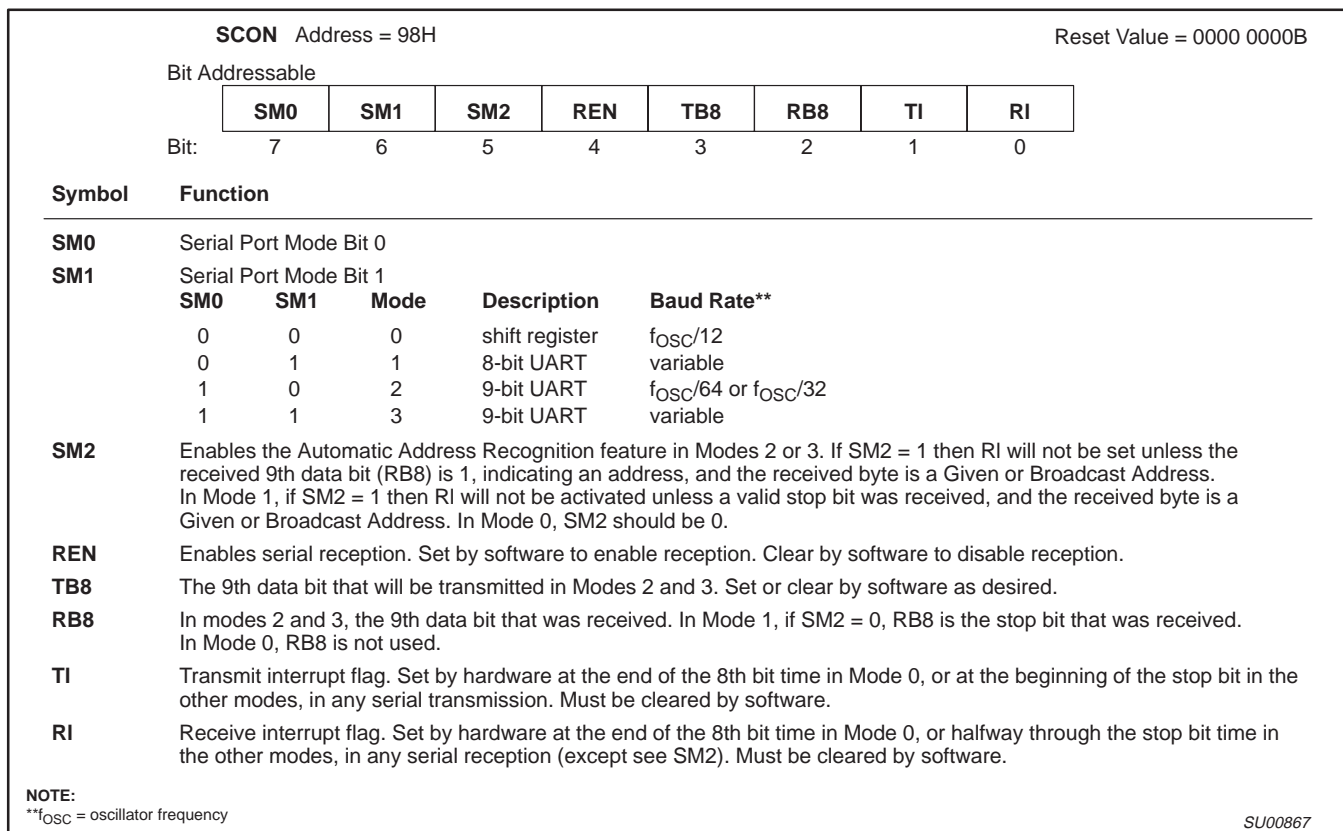 SCON Address = 98H Reset Value = 0000 0000B
Bit Addressable
SM0 SM1 SM2 REN TB8 RB8 TI RI
Bit: 7 6 5 4 3 2 1 0
Symbol Function
SM0 Serial Port Mode Bit 0
SM1 Serial Port Mode Bit 1
SM0 SM1 Mode Description Baud Rate**
0 0 0 shift register fOSC/12
0 1 1 8-bit UART variable
1 0 2 9-bit UART fOSC/64 or fOSC/32
1 1 3 9-bit UART variable
SM2 Enables the Automatic Address Recognition feature in Modes 2 or 3. If SM2 = 1 then RI will not be set unless the
received 9th data bit (RB8) is 1, indicating an address, and the received byte is a Given or Broadcast Address.
In Mode 1, if SM2 = 1 then RI will not be activated unless a valid stop bit was received, and the received byte is a
Given or Broadcast Address. In Mode 0, SM2 should be 0.
REN Enables serial reception. Set by software to enable reception. Clear by software to disable reception.
TB8 The 9th data bit that will be transmitted in Modes 2 and 3. Set or clear by software as desired.
RB8 In modes 2 and 3, the 9th data bit that was received. In Mode 1, if SM2 = 0, RB8 is the stop bit that was received.
In Mode 0, RB8 is not used.
TI Transmit interrupt flag. Set by hardware at the end of the 8th bit time in Mode 0, or at the beginning of the stop bit in the
other modes, in any serial transmission. Must be cleared by software.
RI Receive interrupt flag. Set by hardware at the end of the 8th bit time in Mode 0, or halfway through the stop bit time in
the other modes, in any serial reception (except see SM2). Must be cleared by software.
NOTE:
**fOSC = oscillator frequency
SU00867